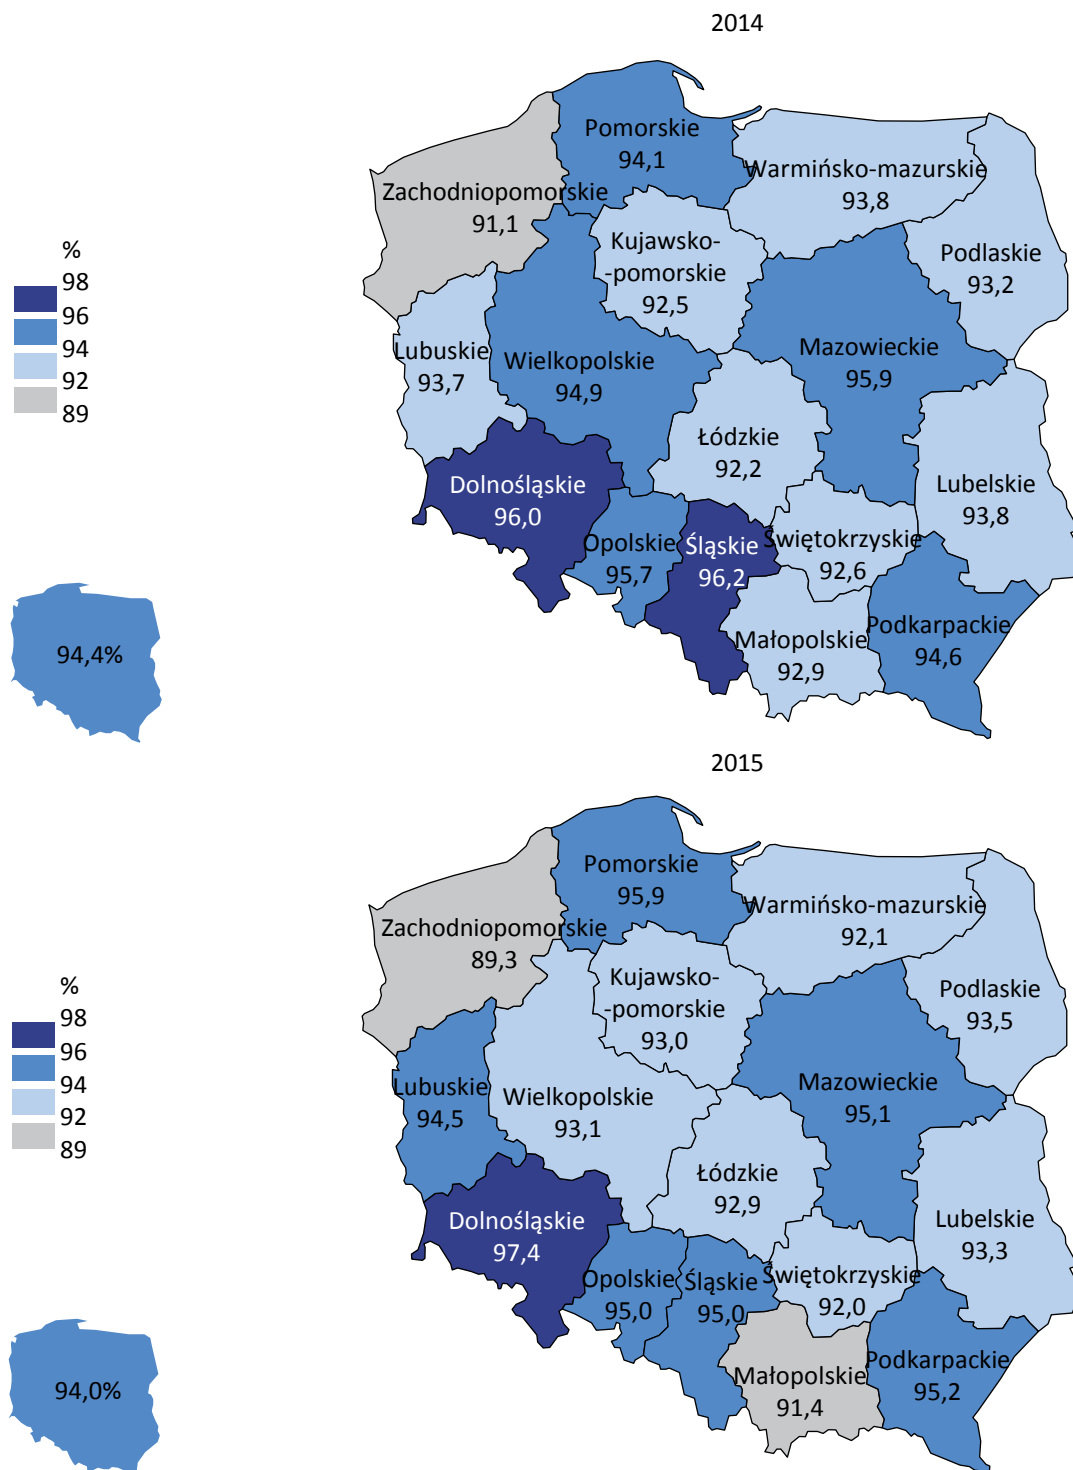 2014
Pomorskie
94,1
Warmińsko-mazurskie
93,8
Zachodniopomorskie
91,1
Kujawsko-
-pomorskie
92,5
Podlaskie
93,2
%
98
96
94
92
89
Lubuskie
93,7
Wielkopolskie
94,9
Mazowieckie
95,9
Łódzkie
92,2
Dolnośląskie
96,0
Lubelskie
93,8
Opolskie
95,7
Śląskie
96,2
Świętokrzyskie
92,6
Małopolskie
92,9
Podkarpackie
94,6
94,4%
2015
Pomorskie
95,9
Warmińsko-mazurskie
92,1
Zachodniopomorskie
89,3
Kujawsko-
-pomorskie
93,0
Podlaskie
93,5
%
98
96
94
92
89
Lubuskie
94,5
Wielkopolskie
93,1
Mazowieckie
95,1
Łódzkie
92,9
Dolnośląskie
97,4
Lubelskie
93,3
Opolskie
95,0
Śląskie
95,0
Świętokrzyskie
92,0
Małopolskie
91,4
Podkarpackie
95,2
94,0%